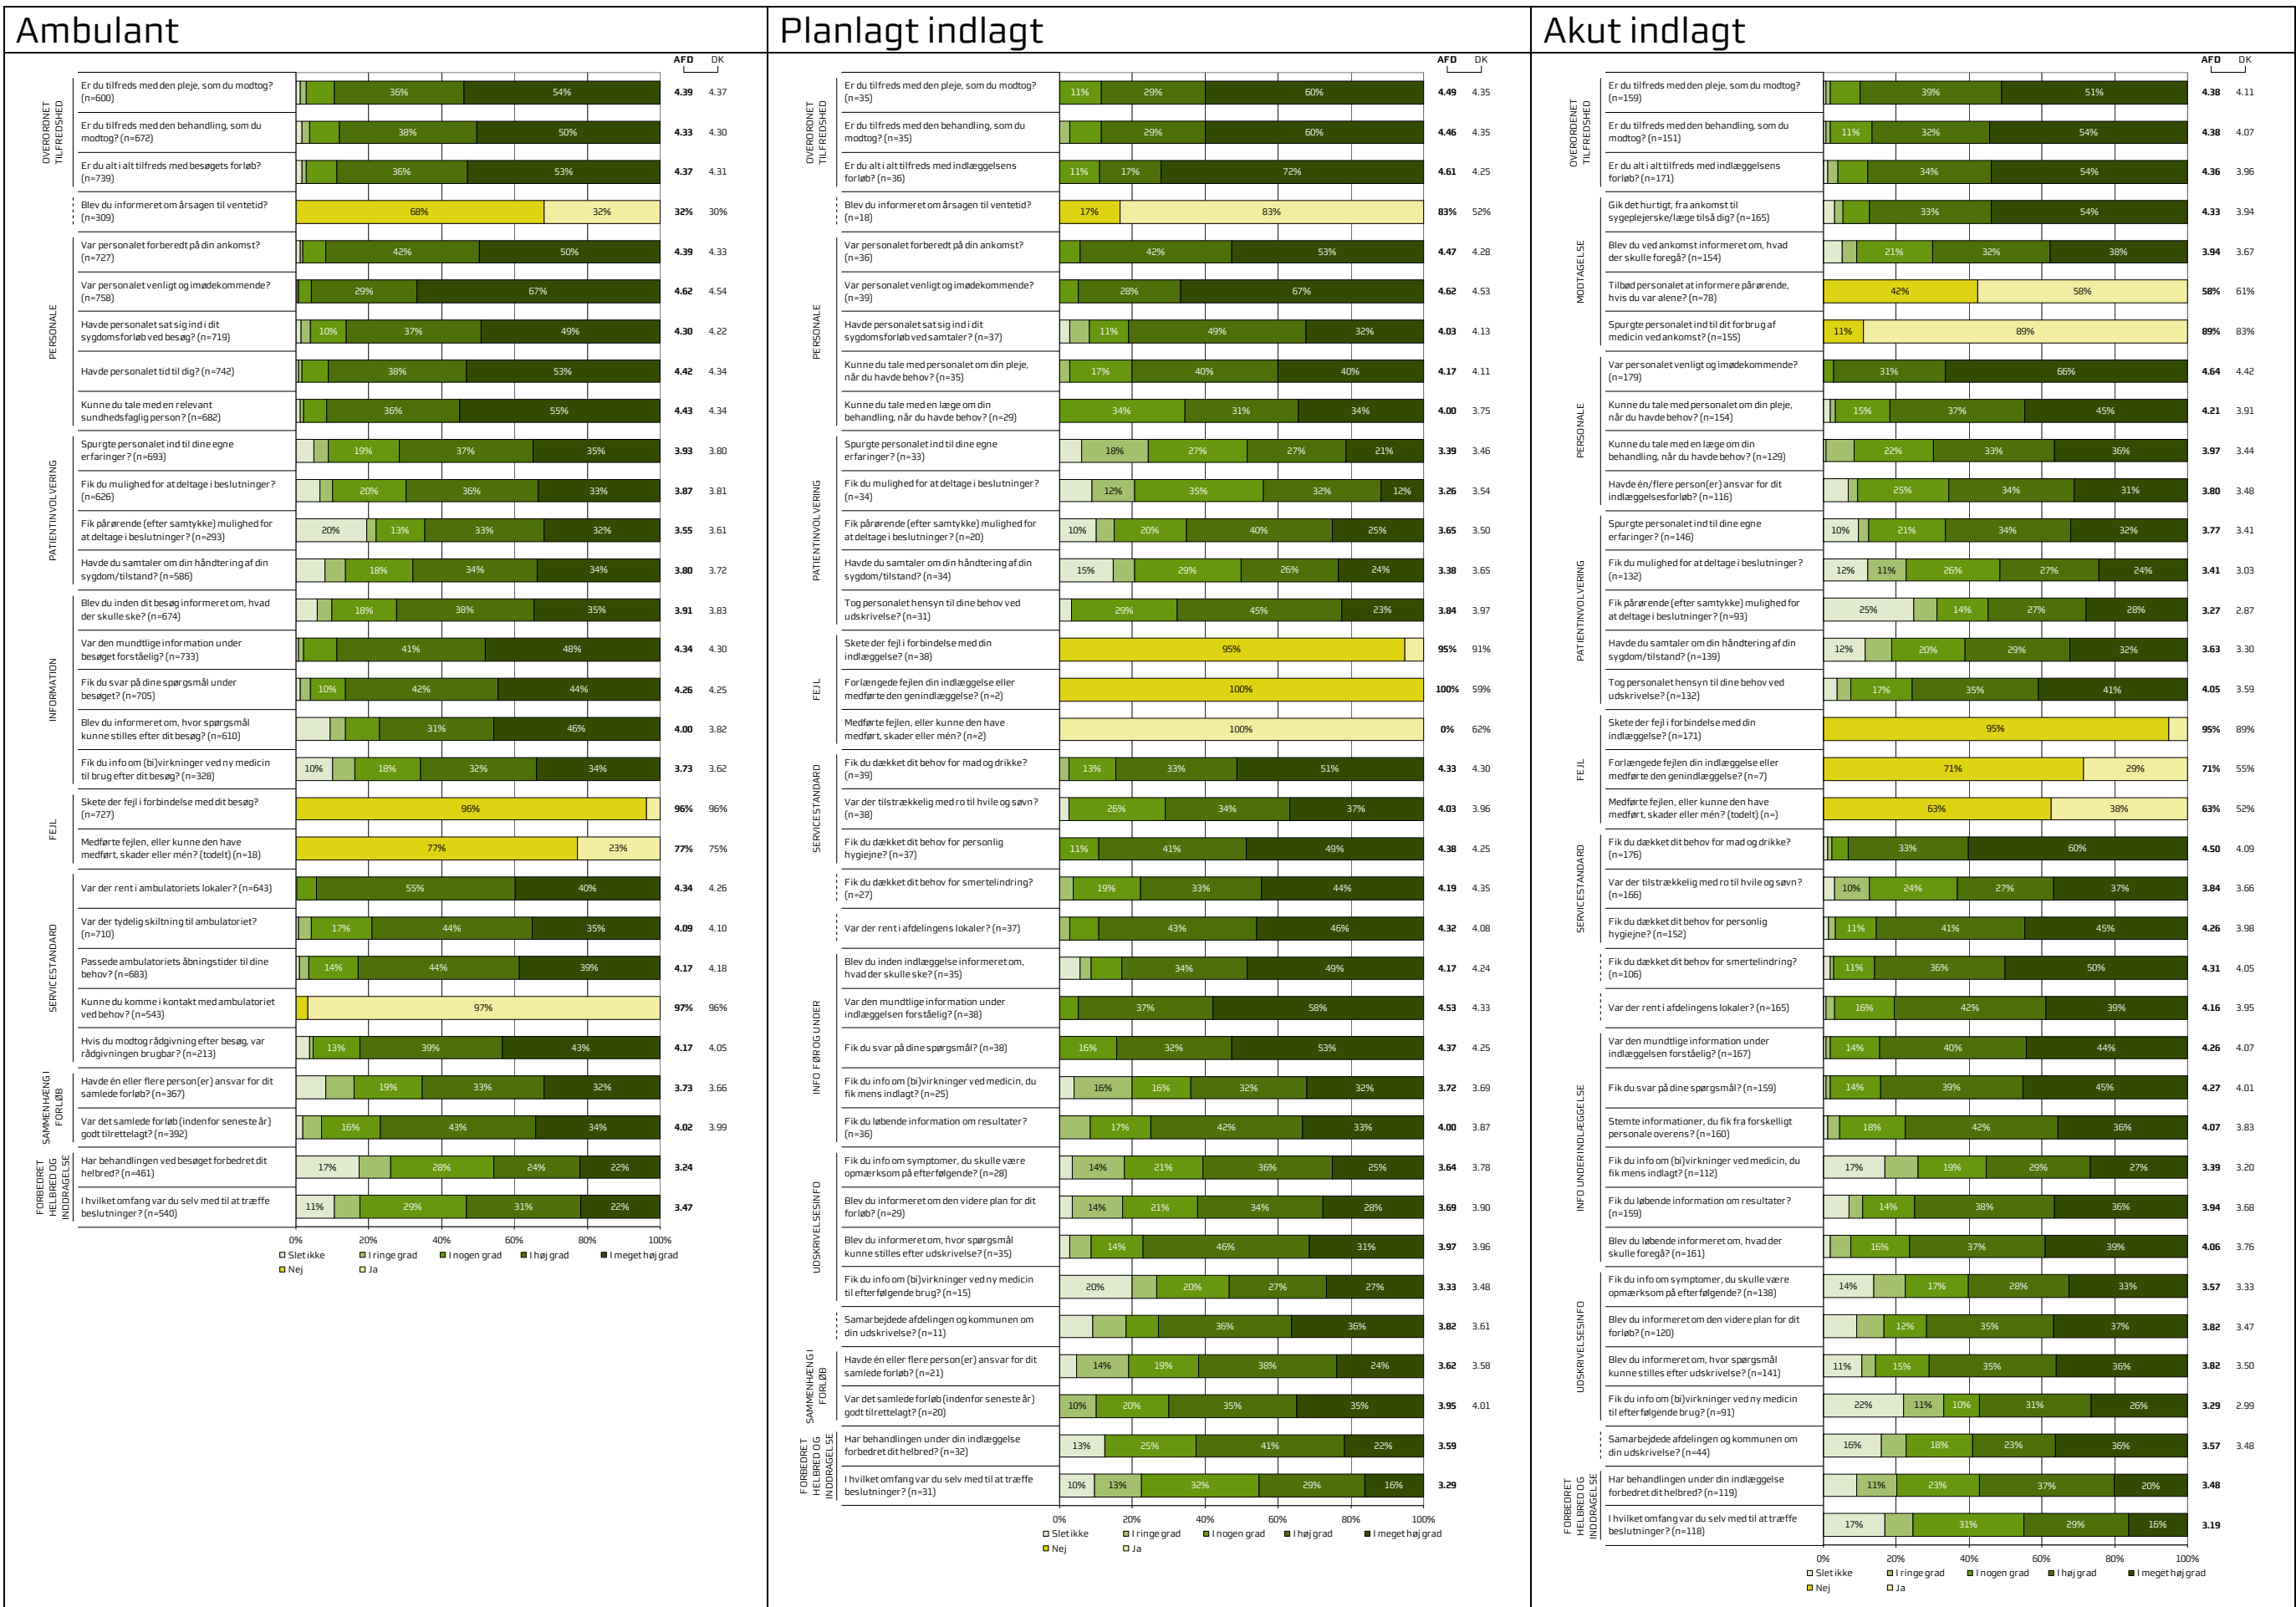 Ambulant
AFD DK
OVERORDNET
TILFREDSHED
Er du tilfreds med den pleje, som du modtog?
(n=600)
36% 54% 4.39 4.37
Er du tilfreds med den behandling, som du
modtog? (n=672)
38% 50% 4.33 4.30
Er du alt i alt tilfreds med besøgets forløb?
(n=739)
36% 53% 4.37 4.31
Blev du informeret om årsagen til ventetid?
(n=309)
68% 32% 32% 30%
PERSONALE
Var personalet forberedt på din ankomst?
(n=727)
42% 50% 4.39 4.33
Var personalet venligt og imødekommende?
(n=758)
29% 67% 4.62 4.54
Havde personalet sat sig ind i dit
sygdomsforløb ved besøg? (n=719)
10% 37% 49% 4.30 4.22
Havde personalet tid til dig? (n=742)
38% 53% 4.42 4.34
Kunne du tale med en relevant
sundhedsfaglig person? (n=682)
36% 55% 4.43 4.34
PATIENTINVOLVERING
Spurgte personalet ind til dine egne
erfaringer? (n=693)
19% 37% 35% 3.93 3.80
Fik du mulighed for at deltage i beslutninger?
(n=626)
20% 36% 33% 3.87 3.81
Fik pårørende (efter samtykke) mulighed for
at deltage i beslutninger? (n=293)
20% 13% 33% 32% 3.55 3.61
Havde du samtaler om din håndtering af din
sygdom/tilstand? (n=586)
18% 34% 34% 3.80 3.72
INFORMATION
Blev du inden dit besøg informeret om, hvad
der skulle ske? (n=674)
18% 38% 35% 3.91 3.83
Var den mundtlige information under
besøget forståelig? (n=733)
41% 48% 4.34 4.30
Fik du svar på dine spørgsmål under
besøget? (n=705)
10% 42% 44% 4.26 4.25
Blev du informeret om, hvor spørgsmål
kunne stilles efter dit besøg? (n=610)
31% 46% 4.00 3.82
Fik du info om (bi)virkninger ved ny medicin
til brug efter dit besøg? (n=328)
10% 18% 32% 34% 3.73 3.62
FEJL
Skete der fejl i forbindelse med dit besøg?
(n=727)
96% 96% 96%
Medførte fejlen, eller kunne den have
medført, skader eller mén? (todelt) (n=18)
77% 23% 77% 75%
SERVICESTANDARD
Var der rent i ambulatoriets lokaler? (n=643)
55% 40% 4.34 4.26
Var der tydelig skiltning til ambulatoriet?
(n=710)
17% 44% 35% 4.09 4.10
Passede ambulatoriets åbningstider til dine
behov? (n=683)
14% 44% 39% 4.17 4.18
Kunne du komme i kontakt med ambulatoriet
ved behov? (n=543)
97% 97% 96%
Hvis du modtog rådgivning efter besøg, var
rådgivningen brugbar? (n=213)
13% 39% 43% 4.17 4.05
SAMMENHÆNG I
FORLØB
Havde én eller flere person(er) ansvar for dit
samlede forløb? (n=367)
19% 33% 32% 3.73 3.66
Var det samlede forløb (indenfor seneste år)
godt tilrettelagt? (n=392)
16% 43% 34% 4.02 3.99
FORBEDRET
HELBRED OG
INDDRAGELSE
Har behandlingen ved besøget forbedret dit
helbred? (n=461)
17% 28% 24% 22% 3.24
I hvilket omfang var du selv med til at træffe
beslutninger? (n=540)
11% 29% 31% 22% 3.47
0% 20% 40% 60% 80% 100%
Slet ikke I ringe grad I nogen grad I høj grad I meget høj grad
Nej Ja
Planlagt indlagt
AFD DK
OVERORDNET
TILFREDSHED
Er du tilfreds med den pleje, som du modtog?
(n=35)
11% 29% 60% 4.49 4.35
Er du tilfreds med den behandling, som du
modtog? (n=35)
29% 60% 4.46 4.35
Er du alt i alt tilfreds med indlæggelsens
forløb? (n=36)
11% 17% 72% 4.61 4.25
Blev du informeret om årsagen til ventetid?
(n=18)
17% 83% 83% 52%
PERSONALE
Var personalet forberedt på din ankomst?
(n=36)
42% 53% 4.47 4.28
Var personalet venligt og imødekommende?
(n=39)
28% 67% 4.62 4.53
Havde personalet sat sig ind i dit
sygdomsforløb ved samtaler? (n=37)
11% 49% 32% 4.03 4.13
Kunne du tale med personalet om din pleje,
når du havde behov? (n=35)
17% 40% 40% 4.17 4.11
Kunne du tale med en læge om din
behandling, når du havde behov? (n=29)
34% 31% 34% 4.00 3.75
PATIENTINVOLVERING
Spurgte personalet ind til dine egne
erfaringer? (n=33)
18% 27% 27% 21% 3.39 3.46
Fik du mulighed for at deltage i beslutninger?
(n=34)
12% 35% 32% 12% 3.26 3.54
Fik pårørende (efter samtykke) mulighed for
at deltage i beslutninger? (n=20)
10% 20% 40% 25% 3.65 3.50
Havde du samtaler om din håndtering af din
sygdom/tilstand? (n=34)
15% 29% 26% 24% 3.38 3.65
Tog personalet hensyn til dine behov ved
udskrivelse? (n=31)
29% 45% 23% 3.84 3.97
FEJL
Skete der fejl i forbindelse med din
indlæggelse? (n=38)
95% 95% 91%
Forlængede fejlen din indlæggelse eller
medførte den genindlæggelse? (n=2)
100% 100% 59%
Medførte fejlen, eller kunne den have
medført, skader eller mén? (n=2)
100% 0% 62%
SERVICESTANDARD
Fik du dækket dit behov for mad og drikke?
(n=39)
13% 33% 51% 4.33 4.30
Var der tilstrækkelig med ro til hvile og søvn?
(n=38)
26% 34% 37% 4.03 3.96
Fik du dækket dit behov for personlig
hygiejne? (n=37)
11% 41% 49% 4.38 4.25
Fik du dækket dit behov for smertelindring?
(n=27)
19% 33% 44% 4.19 4.35
Var der rent i afdelingens lokaler? (n=37)
43% 46% 4.32 4.08
INFO FØR OG UNDER
Blev du inden indlæggelse informeret om,
hvad der skulle ske? (n=35)
34% 49% 4.17 4.24
Var den mundtlige information under
indlæggelsen forståelig? (n=38)
37% 58% 4.53 4.33
Fik du svar på dine spørgsmål? (n=38)
16% 32% 53% 4.37 4.25
Fik du info om (bi)virkninger ved medicin, du
fik mens indlagt? (n=25)
16% 16% 32% 32% 3.72 3.69
Fik du løbende information om resultater?
(n=36)
17% 42% 33% 4.00 3.87
UDSKRIVELSESINFO
Fik du info om symptomer, du skulle være
opmærksom på efterfølgende? (n=28)
14% 21% 36% 25% 3.64 3.78
Blev du informeret om den videre plan for dit
forløb? (n=29)
14% 21% 34% 28% 3.69 3.90
Blev du informeret om, hvor spørgsmål
kunne stilles efter udskrivelse? (n=35)
14% 46% 31% 3.97 3.96
Fik du info om (bi)virkninger ved ny medicin
til efterfølgende brug? (n=15)
20% 20% 27% 27% 3.33 3.48
Samarbejdede afdelingen og kommunen om
din udskrivelse? (n=11)
36% 36% 3.82 3.61
SAMMENHÆNG I
FORLØB
Havde én eller flere person(er) ansvar for dit
samlede forløb? (n=21)
14% 19% 38% 24% 3.62 3.58
Var det samlede forløb (indenfor seneste år)
godt tilrettelagt? (n=20)
10% 20% 35% 35% 3.95 4.01
FORBEDRET
HELBRED OG
INDDRAGELSE
Har behandlingen under din indlæggelse
forbedret dit helbred? (n=32)
13% 25% 41% 22% 3.59
I hvilket omfang var du selv med til at træffe
beslutninger? (n=31)
10% 13% 32% 29% 16% 3.29
0% 20% 40% 60% 80% 100%
Slet ikke I ringe grad I nogen grad I høj grad I meget høj grad
Nej Ja
Akut indlagt
AFD DK
OVERORDNET
TILFREDSHED
Er du tilfreds med den pleje, som du modtog?
(n=159)
39% 51% 4.38 4.11
Er du tilfreds med den behandling, som du
modtog? (n=151)
11% 32% 54% 4.38 4.07
Er du alt i alt tilfreds med indlæggelsens
forløb? (n=171)
34% 54% 4.36 3.96
MODTAGELSE
Gik det hurtigt, fra ankomst til
sygeplejerske/læge tilså dig? (n=165)
33% 54% 4.33 3.94
Blev du ved ankomst informeret om, hvad
der skulle foregå? (n=154)
21% 32% 38% 3.94 3.67
Tilbød personalet at informere pårørende,
hvis du var alene? (n=78)
42% 58% 58% 61%
Spurgte personalet ind til dit forbrug af
medicin ved ankomst? (n=155)
11% 89% 89% 83%
PERSONALE
Var personalet venligt og imødekommende?
(n=179)
31% 66% 4.64 4.42
Kunne du tale med personalet om din pleje,
når du havde behov? (n=154)
15% 37% 45% 4.21 3.91
Kunne du tale med en læge om din
behandling, når du havde behov? (n=129)
22% 33% 36% 3.97 3.44
Havde én/flere person(er) ansvar for dit
indlæggelsesforløb? (n=116)
25% 34% 31% 3.80 3.48
PATIENTINVOLVERING
Spurgte personalet ind til dine egne
erfaringer? (n=146)
10% 21% 34% 32% 3.77 3.41
Fik du mulighed for at deltage i beslutninger?
(n=132)
12% 11% 26% 27% 24% 3.41 3.03
Fik pårørende (efter samtykke) mulighed for
at deltage i beslutninger? (n=93)
25% 14% 27% 28% 3.27 2.87
Havde du samtaler om din håndtering af din
sygdom/tilstand? (n=139)
12% 20% 29% 32% 3.63 3.30
Tog personalet hensyn til dine behov ved
udskrivelse? (n=132)
17% 35% 41% 4.05 3.59
FEJL
Skete der fejl i forbindelse med din
indlæggelse? (n=171)
95% 95% 89%
Forlængede fejlen din indlæggelse eller
medførte den genindlæggelse? (n=7)
71% 29% 71% 55%
Medførte fejlen, eller kunne den have
medført, skader eller mén? (todelt) (n=)
63% 38% 63% 52%
SERVICESTANDARD
Fik du dækket dit behov for mad og drikke?
(n=176)
33% 60% 4.50 4.09
Var der tilstrækkelig med ro til hvile og søvn?
(n=166)
10% 24% 27% 37% 3.84 3.66
Fik du dækket dit behov for personlig
hygiejne? (n=152)
11% 41% 45% 4.26 3.98
Fik du dækket dit behov for smertelindring?
(n=106)
11% 36% 50% 4.31 4.05
Var der rent i afdelingens lokaler? (n=165)
16% 42% 39% 4.16 3.95
INFO UNDER INDLÆGGELSE
Var den mundtlige information under
indlæggelsen forståelig? (n=167)
14% 40% 44% 4.26 4.07
Fik du svar på dine spørgsmål? (n=159)
14% 39% 45% 4.27 4.01
Stemte informationer, du fik fra forskelligt
personale overens? (n=160)
18% 42% 36% 4.07 3.83
Fik du info om (bi)virkninger ved medicin, du
fik mens indlagt? (n=112)
17% 19% 29% 27% 3.39 3.20
Fik du løbende information om resultater?
(n=159)
14% 38% 36% 3.94 3.68
Blev du løbende informeret om, hvad der
skulle foregå? (n=161)
16% 37% 39% 4.06 3.76
UDSKRIVELSESINFO
Fik du info om symptomer, du skulle være
opmærksom på efterfølgende? (n=138)
14% 17% 28% 33% 3.57 3.33
Blev du informeret om den videre plan for dit
forløb? (n=120)
12% 35% 37% 3.82 3.47
Blev du informeret om, hvor spørgsmål
kunne stilles efter udskrivelse? (n=141)
11% 15% 35% 36% 3.82 3.50
Fik du info om (bi)virkninger ved ny medicin
til efterfølgende brug? (n=91)
22% 11% 10% 31% 26% 3.29 2.99
Samarbejdede afdelingen og kommunen om
din udskrivelse? (n=44)
16% 18% 23% 36% 3.57 3.48
FORBEDRET
HELBRED OG
INDDRAGELSE
Har behandlingen under din indlæggelse
forbedret dit helbred? (n=119)
11% 23% 37% 20% 3.48
I hvilket omfang var du selv med til at træffe
beslutninger? (n=118)
17% 31% 29% 16% 3.19
0% 20% 40% 60% 80% 100%
Slet ikke I ringe grad I nogen grad I høj grad I meget høj grad
Nej Ja